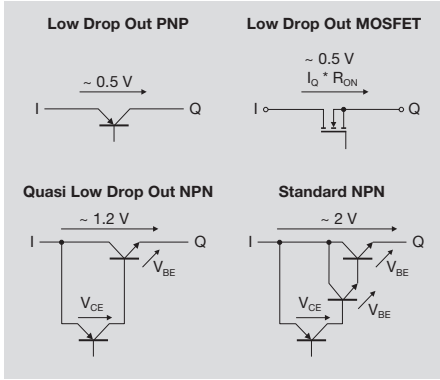 Low Drop Out PNP
~ 0.5 V
I Q
Low Drop Out MOSFET
~ 0.5 V
I_Q * R_ON
I Q
Quasi Low Drop Out NPN
~ 1.2 V
I Q
V_BE
V_CE
Standard NPN
~ 2 V
I Q
V_BE
V_CE V_BE